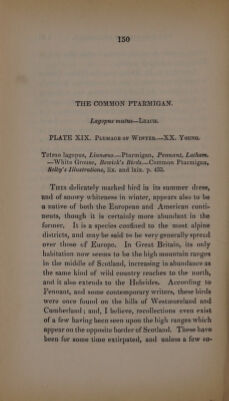 150
THE COMMON PTARMIGAN.
Lagopus mutus—Leach.
PLATE XIX. Plumage of Winter.—XX. Young.
Tetrao lagopus, Linnæus.—Ptarmigan, Pennant, Latham.
—White Grouse, Bewick's Birds.—Common Ptarmigan,
Selby's Illustrations, lix. and lxix. p. 433.
This delicately marked bird in its summer dress,
and of snowy whiteness in winter, appears also to be
a native of both the European and American conti-
nents, though it is certainly more abundant in the
former. It is a species confined to the most alpine
districts, and may be said to be very generally spread
over those of Europe. In Great Britain, its only
habitation now seems to be the high mountain ranges
in the middle of Scotland, increasing in abundance as
the same kind of wild country reaches to the north,
and it also extends to the Hebrides. According to
Pennant, and some contemporary writers, these birds
were once found on the hills of Westmoreland and
Cumberland; and, I believe, recollections even exist
of a few having been seen upon the high ranges which
appear on the opposite border of Scotland. These have
been for some time extirpated, and unless a few so-